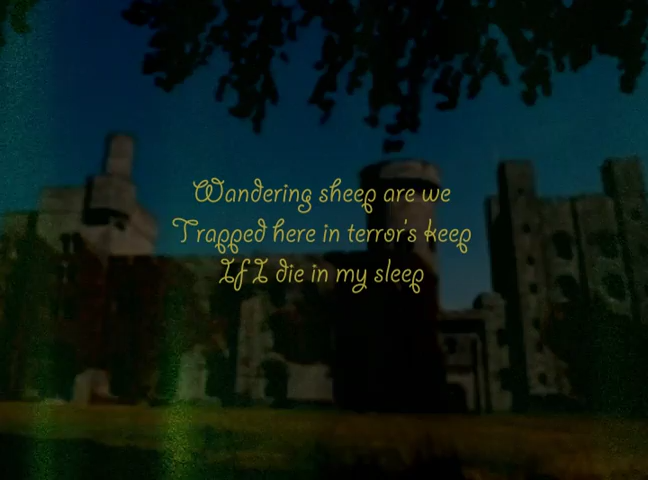 Wandering sheep are we
Trapped here in terror's keep
If I die in my sleep